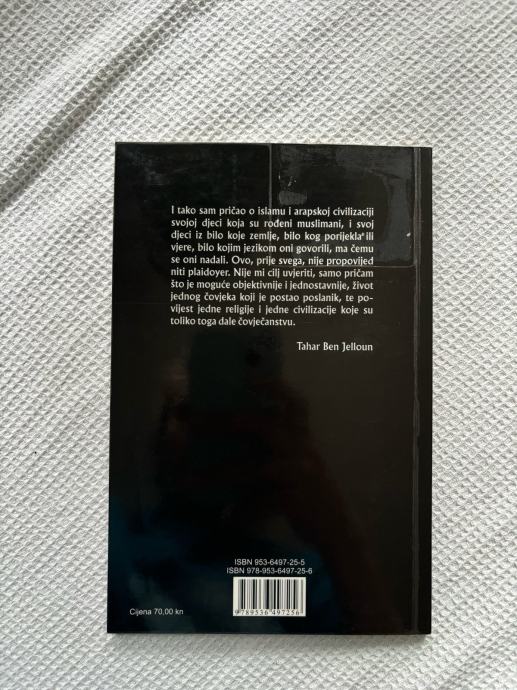 I tako sam pričao o islamu i arapskoj civilizaciji
svojoj djeci koja su rođeni muslimani, i svoj
djeci iz bilo koje zemlje, bilo kog porijekla ili
vjere, bilo kojim jezikom oni govorili, ma čemu
se oni nadali. Ovo, prije svega, nije propovijed
niti plaidoyer. Nije mi cilj uvjeriti, samo pričam
što je moguće objektivnije i jednostavnije, život
jednog čovjeka koji je postao poslanik, te po-
vijest jedne religije i jedne civilizacije koje su
toliko toga dale čovječanstvu.
Tahar Ben Jelloun
ISBN 953-6497-25-5
ISBN 978-953-6497-25-6
9789536497256
Cijena 70,00 kn